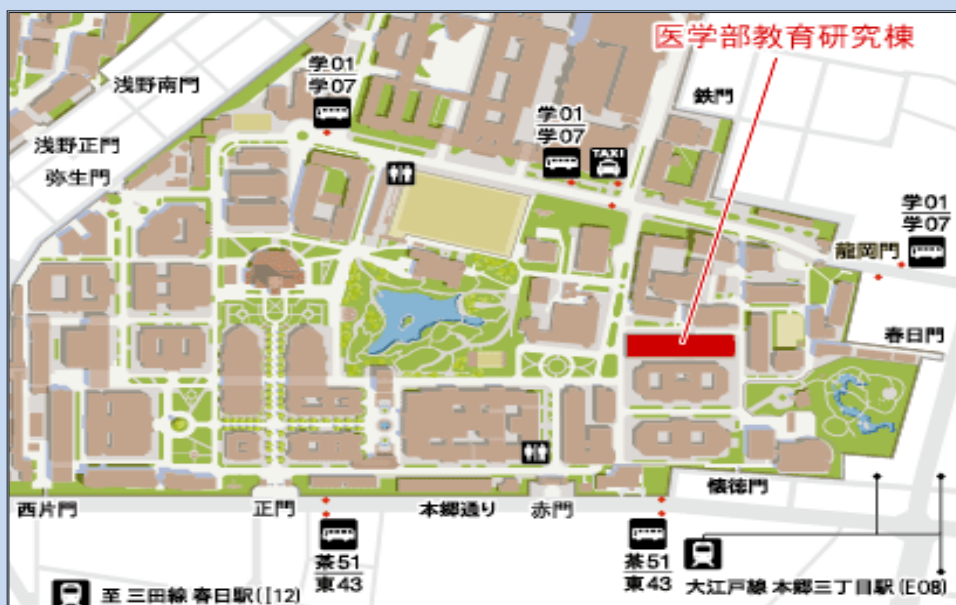 医学部教育研究棟
学01
学07
浅野南門
浅野正門
弥生門
学01
学07
TAXI
鉄門
学01
学07
龍岡門
春日門
懐徳門
西片門
正門
本郷通り
赤門
茶51
東43
茶51
東43
大江戸線 本郷三丁目駅(E08)
至 三田線 春日駅(I12)